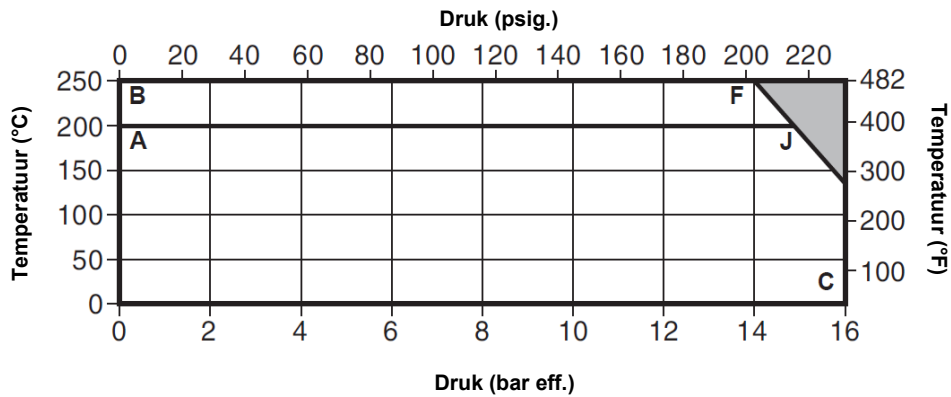 Druk (psig.)
0 20 40 60 80 100 120 140 160 180 200 220
250 B F 482
200 A J 400
150 300
100 200
50 C 100
0
0 2 4 6 8 10 12 14 16
Temperatuur (°C)
Temperatuur (°F)
Druk (bar eff.)